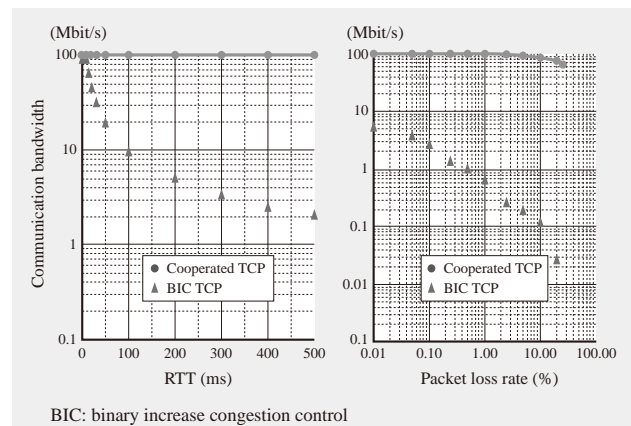 (Mbit/s)
100
10
1
0.1
0
100
200
300
400
500
Communication bandwidth
RTT (ms)
Cooperated TCP
BIC TCP
(Mbit/s)
100
10
1
0.1
0.01
0.1
0.01
0.10
1.00
10.00
100.00
Packet loss rate (%)
Cooperated TCP
BIC TCP
BIC: binary increase congestion control